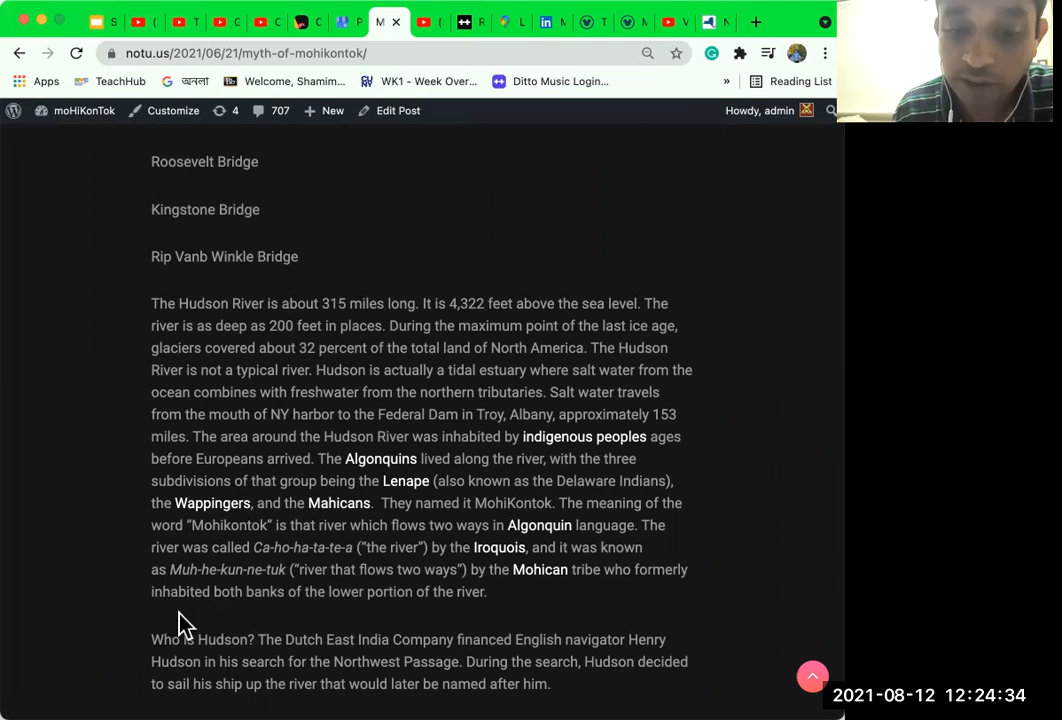 S
(
T
G
C
C
P
M
(
R
L
M
T
M
V
N
notu.us/2021/06/21/myth-of-mohikontok/
Apps
TeachHub
অনলা
Bb Welcome, Shamim...
WK1 - Week Over...
Ditto Music Login...
»
Reading List
moHiKonTok
Customize
4
707
New
Edit Post
Howdy, admin
Roosevelt Bridge
Kingstone Bridge
Rip Vanb Winkle Bridge
The Hudson River is about 315 miles long. It is 4,322 feet above the sea level. The
river is as deep as 200 feet in places. During the maximum point of the last ice age,
glaciers covered about 32 percent of the total land of North America. The Hudson
River is not a typical river. Hudson is actually a tidal estuary where salt water from the
ocean combines with freshwater from the northern tributaries. Salt water travels
from the mouth of NY harbor to the Federal Dam in Troy, Albany, approximately 153
miles. The area around the Hudson River was inhabited by indigenous peoples ages
before Europeans arrived. The Algonquins lived along the river, with the three
subdivisions of that group being the Lenape (also known as the Delaware Indians),
the Wappingers, and the Mahicans. They named it MohiKontok. The meaning of the
word “Mohikontok” is that river which flows two ways in Algonquin language. The
river was called Ca-ho-ha-ta-te-a (“the river”) by the Iroquois, and it was known
as Muh-he-kun-ne-tuk (“river that flows two ways”) by the Mohican tribe who formerly
inhabited both banks of the lower portion of the river.
Who is Hudson? The Dutch East India Company financed English navigator Henry
Hudson in his search for the Northwest Passage. During the search, Hudson decided
to sail his ship up the river that would later be named after him.
2021-08-12 12:24:34